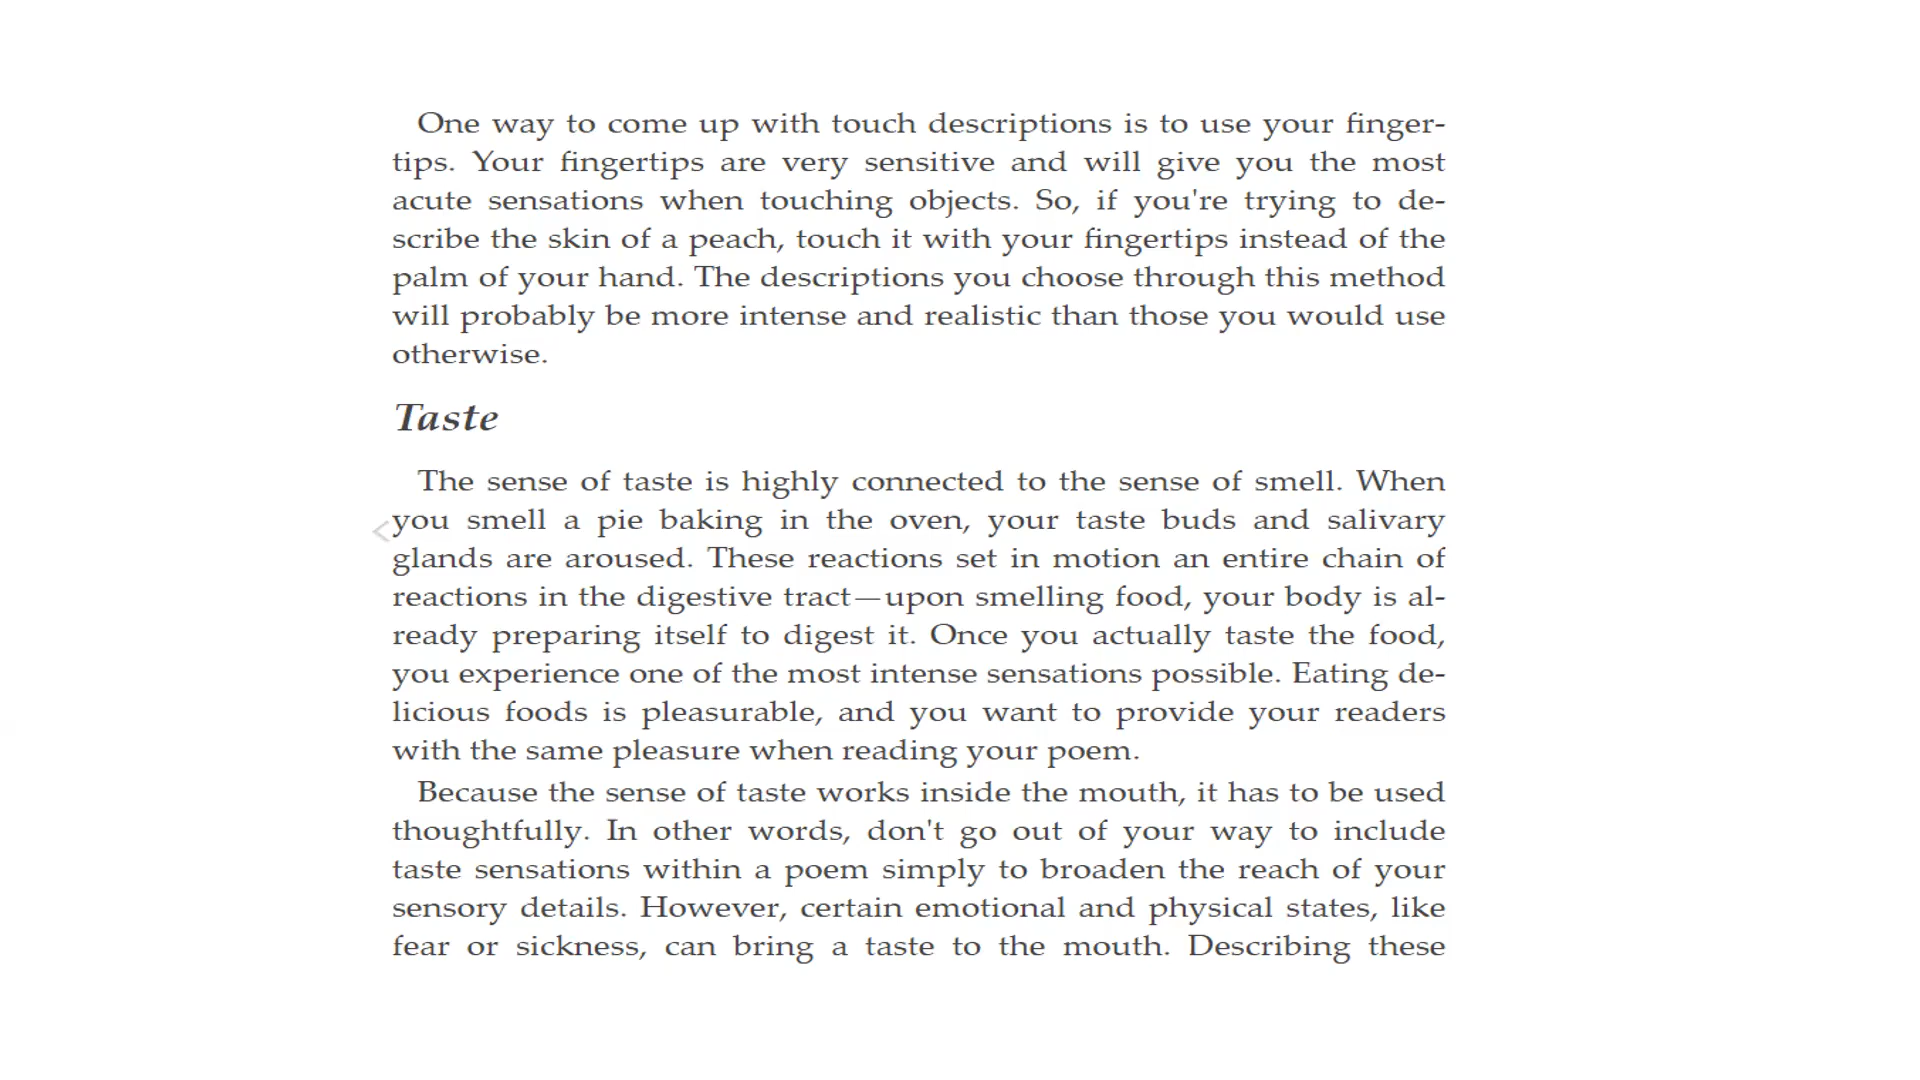 One way to come up with touch descriptions is to use your finger-
tips. Your fingertips are very sensitive and will give you the most
acute sensations when touching objects. So, if you're trying to de-
scribe the skin of a peach, touch it with your fingertips instead of the
palm of your hand. The descriptions you choose through this method
will probably be more intense and realistic than those you would use
otherwise.
Taste
The sense of taste is highly connected to the sense of smell. When
you smell a pie baking in the oven, your taste buds and salivary
glands are aroused. These reactions set in motion an entire chain of
reactions in the digestive tract—upon smelling food, your body is al-
ready preparing itself to digest it. Once you actually taste the food,
you experience one of the most intense sensations possible. Eating de-
licious foods is pleasurable, and you want to provide your readers
with the same pleasure when reading your poem.
Because the sense of taste works inside the mouth, it has to be used
thoughtfully. In other words, don't go out of your way to include
taste sensations within a poem simply to broaden the reach of your
sensory details. However, certain emotional and physical states, like
fear or sickness, can bring a taste to the mouth. Describing these